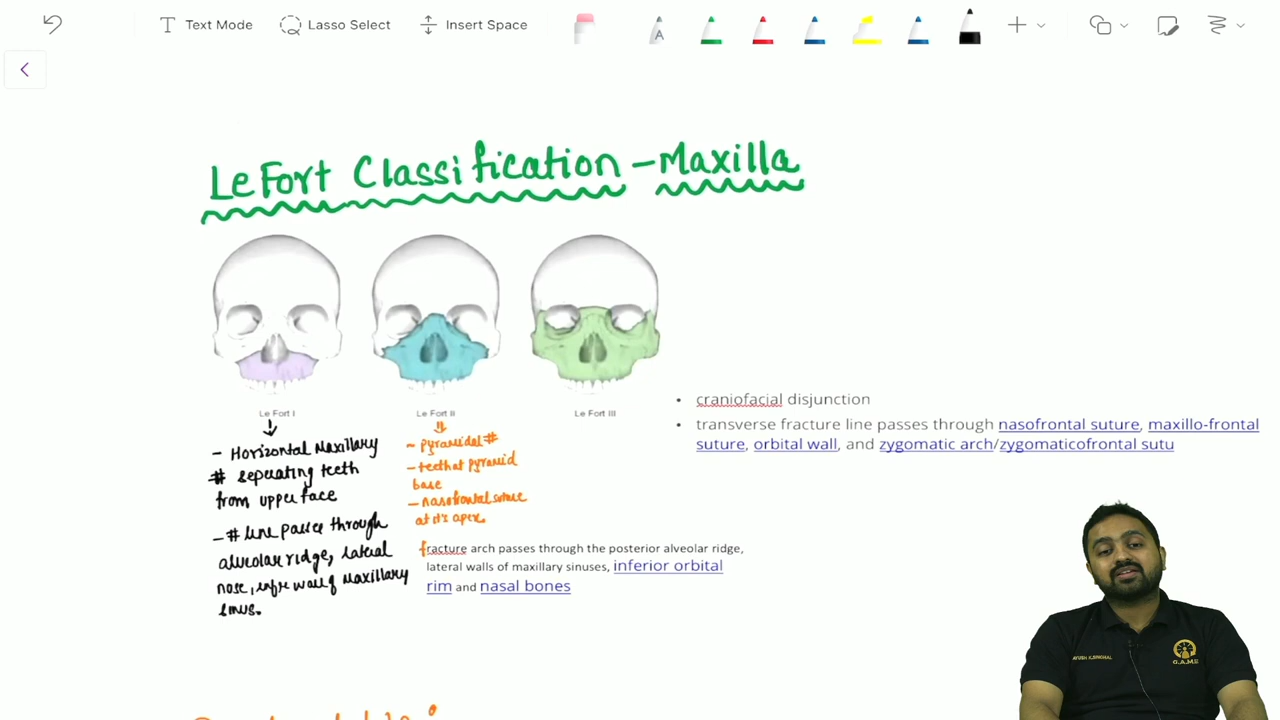 Text Mode
Lasso Select
Insert Space
A
LeFort Classification - Maxilla
Le Fort I
Le Fort II
Le Fort III
- Horizontal Maxillary
# seperating teeth
from upper face
- # line passes through
alveolar ridge, lateral
nose, infr wall of maxillary
sinus.
- pyramidal #
- teeth at pyramid
base
- nasofrontal suture
at it's apex.
fracture arch passes through the posterior alveolar ridge,
lateral walls of maxillary sinuses, inferior orbital
rim and nasal bones
• craniofacial disjunction
• transverse fracture line passes through nasofrontal suture, maxillo-frontal
suture, orbital wall, and zygomatic arch/zygomaticofrontal sutu
G.A.M.S